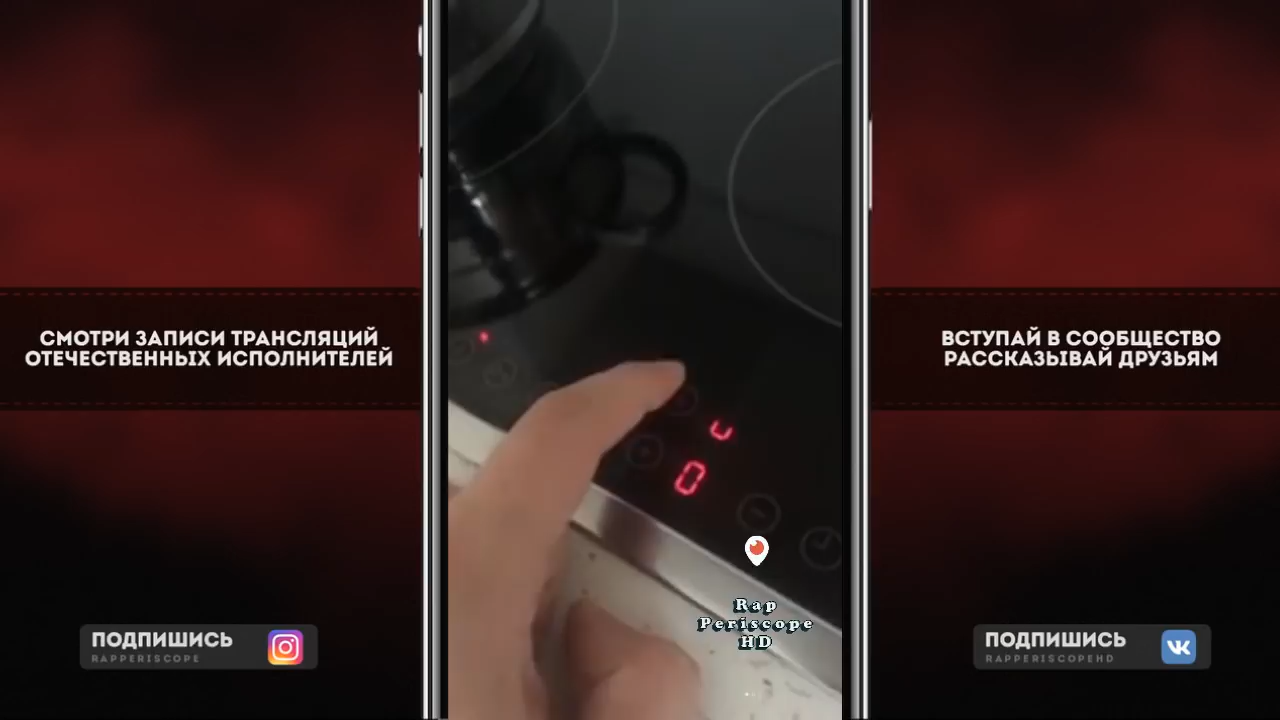 СМОТРИ ЗАПИСИ ТРАНСЛЯЦИЙ
ОТЕЧЕСТВЕННЫХ ИСПОЛНИТЕЛЕЙ
ВСТУПАЙ В СООБЩЕСТВО
РАССКАЗЫВАЙ ДРУЗЬЯМ
0
Rap
Periscope
HD
ПОДПИШИСЬ
RAPPERISCOPE
ПОДПИШИСЬ
RAPPERISCOPEHD